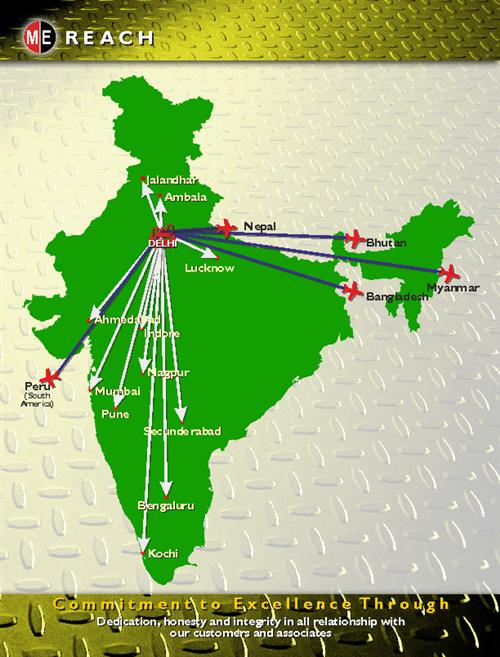 ME REACH
Jalandhar
Ambala
DELHI
Nepal
Bhutan
Lucknow
Myanmar
Bangladesh
Ahmedabad
Indore
Nagpur
Peru
(South
America)
Mumbai
Pune
Secunderabad
Bengaluru
Kochi
Commitment to Excellence Through
Dedication, honesty and integrity in all relationship with
our customers and associates